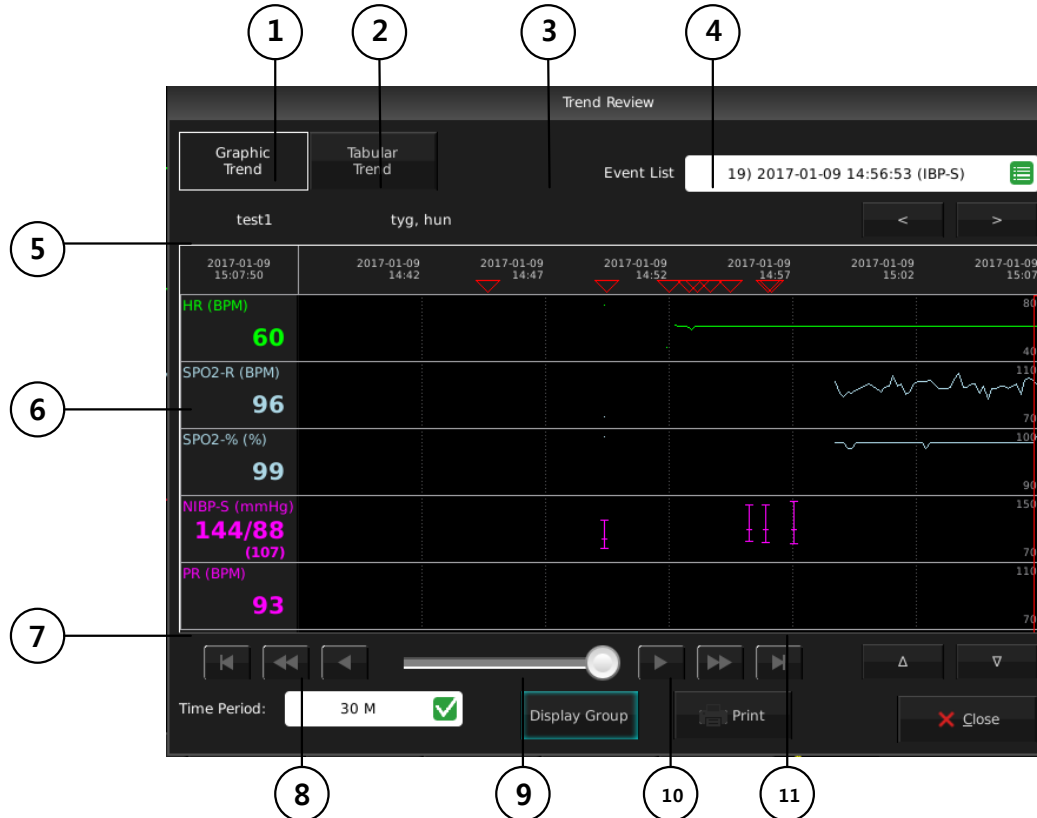 1 2 3 4
Trend Review
Graphic Trend
Tabular Trend
Event List 19) 2017-01-09 14:56:53 (IBP-S)
test1 tyg, hun < >
5
2017-01-09 2017-01-09 2017-01-09 2017-01-09 2017-01-09 2017-01-09 2017-01-09
15:07:50 14:42 14:47 14:52 14:57 15:02 15:07
HR (BPM) 80
60
40
SPO2-R (BPM) 110
6
96
70
SPO2-% (%) 100
99
90
NIBP-S (mmHg) 150
144/88
(107) 70
PR (BPM) 110
93
70
7
Δ ∇
Time Period: 30 M Display Group Print Close
8 9 10 11